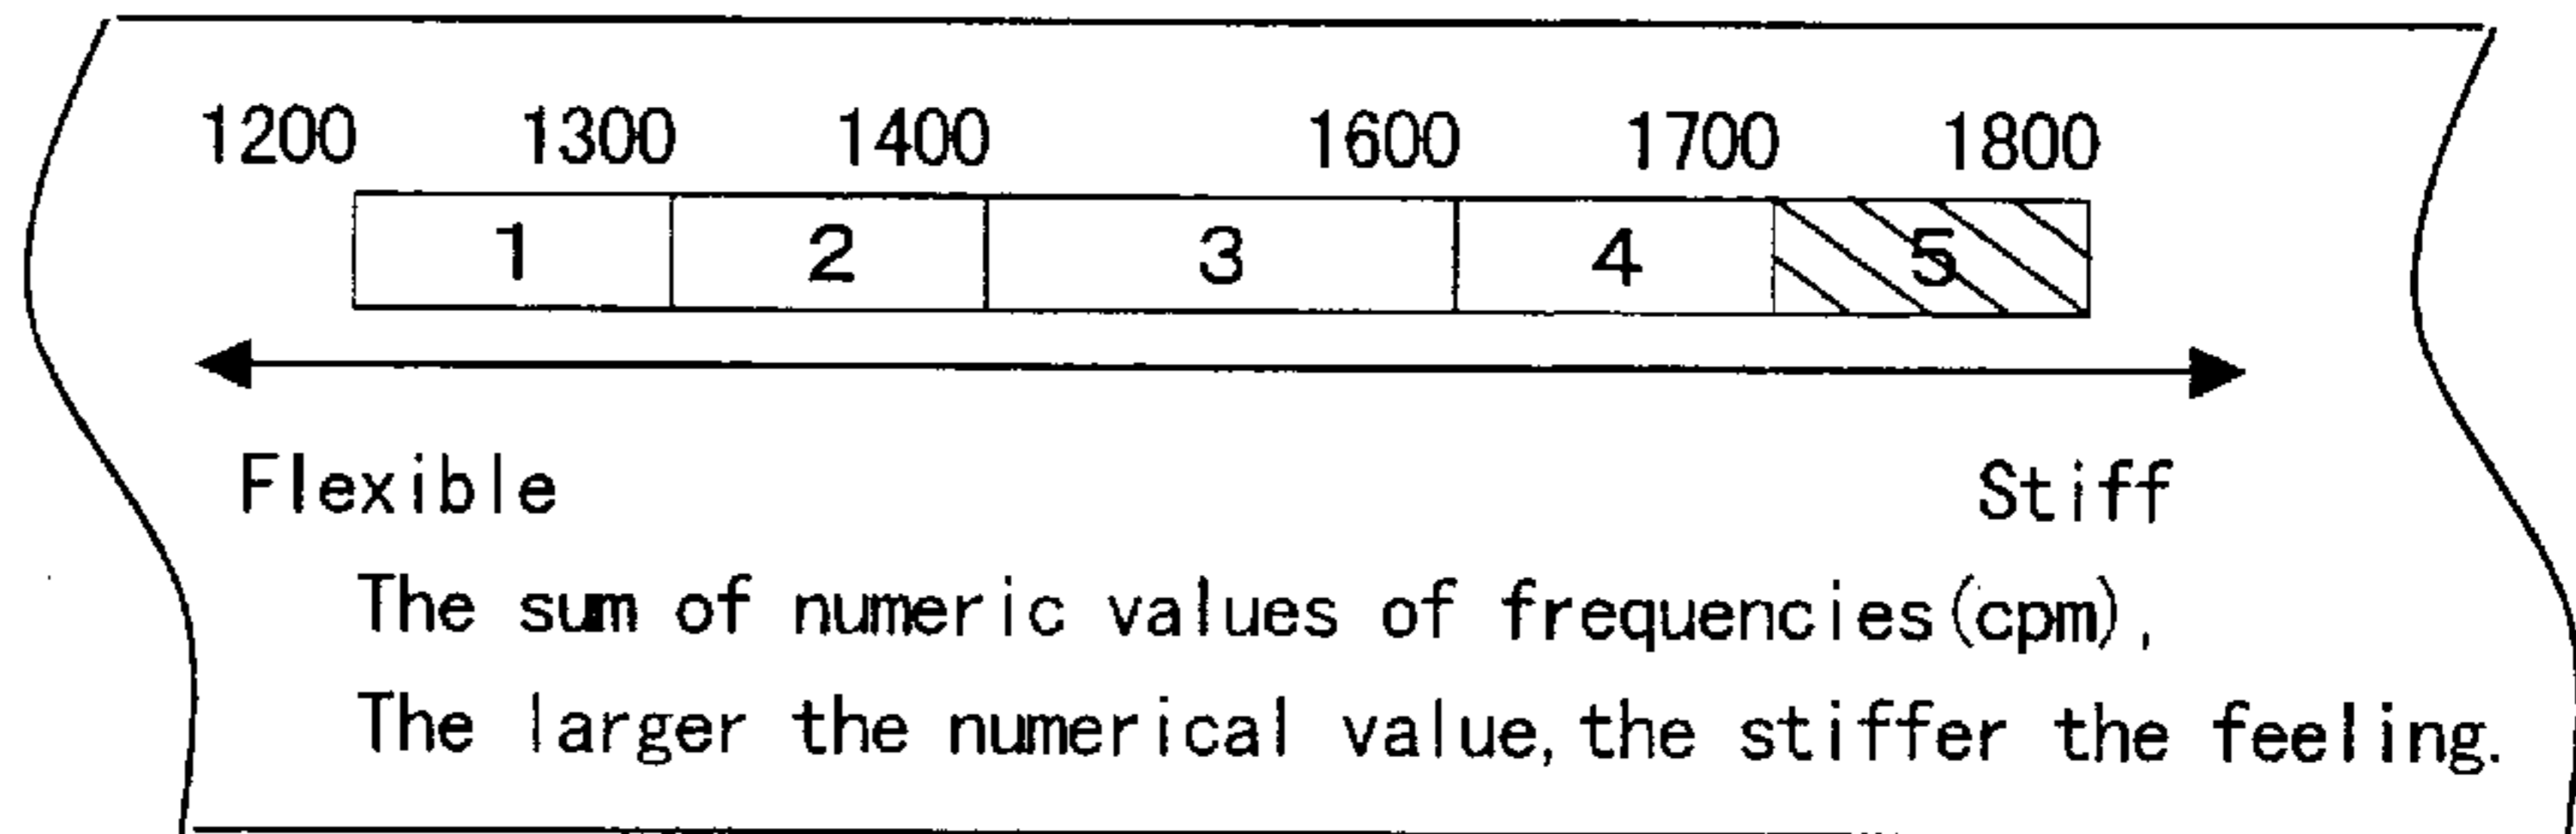 1200 1300 1400 1600 1700 1800
1 2 3 4 5
Flexible Stiff
The sum of numeric values of frequencies(cpm),
The larger the numerical value, the stiffer the feeling.